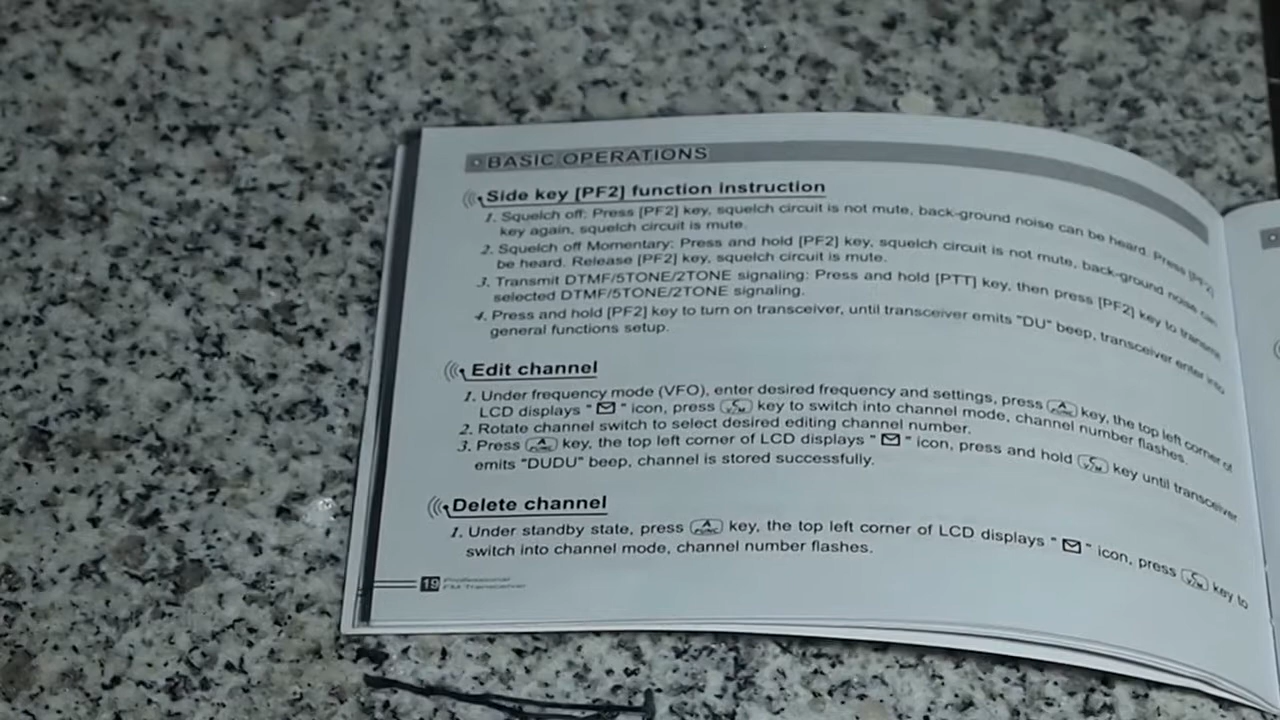 BASIC OPERATIONS
Side key [PF2] function instruction
1. Squelch off: Press [PF2] key, squelch circuit is not mute, back-ground noise can be heard. Press [PF2]
key again, squelch circuit is mute.
2. Squelch off Momentary: Press and hold [PF2] key, squelch circuit is not mute, back-ground noise can
be heard. Release [PF2] key, squelch circuit is mute.
3. Transmit DTMF/5TONE/2TONE signaling: Press and hold [PTT] key, then press [PF2] key to transmit
selected DTMF/5TONE/2TONE signaling.
4. Press and hold [PF2] key to turn on transceiver, until transceiver emits "DU" beep, transceiver enter into
general functions setup.
Edit channel
1. Under frequency mode (VFO), enter desired frequency and settings, press A FUNC key, the top left corner of
LCD displays " " icon, press C V/M key to switch into channel mode, channel number flashes.
2. Rotate channel switch to select desired editing channel number.
3. Press A FUNC key, the top left corner of LCD displays " " icon, press and hold C V/M key until transceiver
emits "DUDU" beep, channel is stored successfully.
Delete channel
1. Under standby state, press A FUNC key, the top left corner of LCD displays " " icon, press C V/M key to
switch into channel mode, channel number flashes.
19 Professional
FM Transceiver